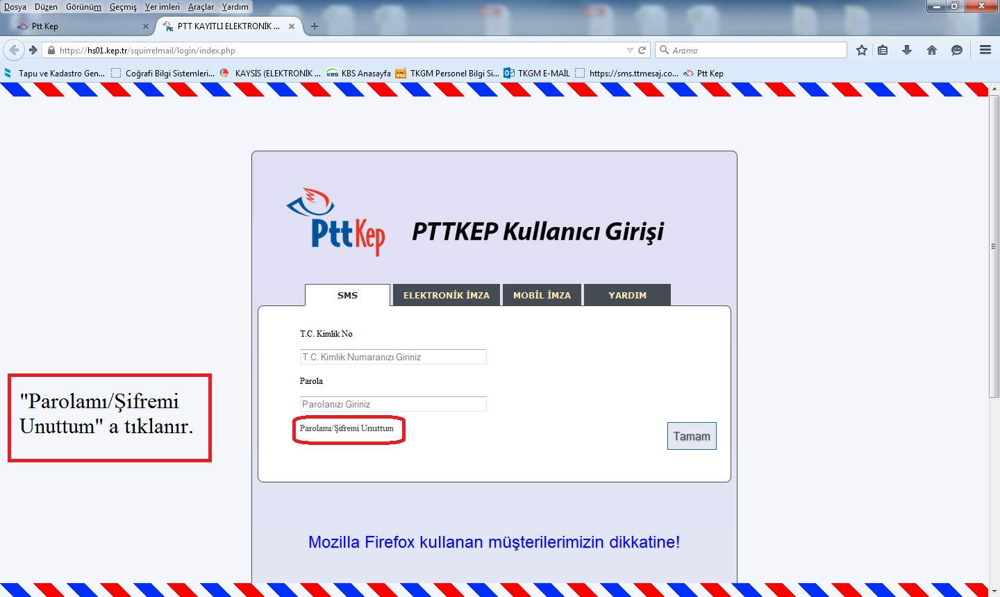 Dosya Düzen Görünüm Geçmiş Yer imleri Araçlar Yardım
Ptt Kep
PTT KAYITLI ELEKTRONİK ...
https://hs01.kep.tr/squirrelmail/login/index.php
Arama
Tapu ve Kadastro Gen... Coğrafi Bilgi Sistemleri... KAYSİS (ELEKTRONİK ... KBS KBS Anasayfa TKGM Personel Bilgi Si... TKGM E-MAİL https://sms.ttmesaj.co... Ptt Kep
Ptt Kep
PTTKEP Kullanıcı Girişi
SMS ELEKTRONİK İMZA MOBİL İMZA YARDIM
T.C. Kimlik No
T.C. Kimlik Numaranızı Giriniz
Parola
Parolanızı Giriniz
Parolamı/Şifremi Unuttum
Tamam
"Parolamı/Şifremi
Unuttum" a tıklanır.
Mozilla Firefox kullanan müşterilerimizin dikkatine!